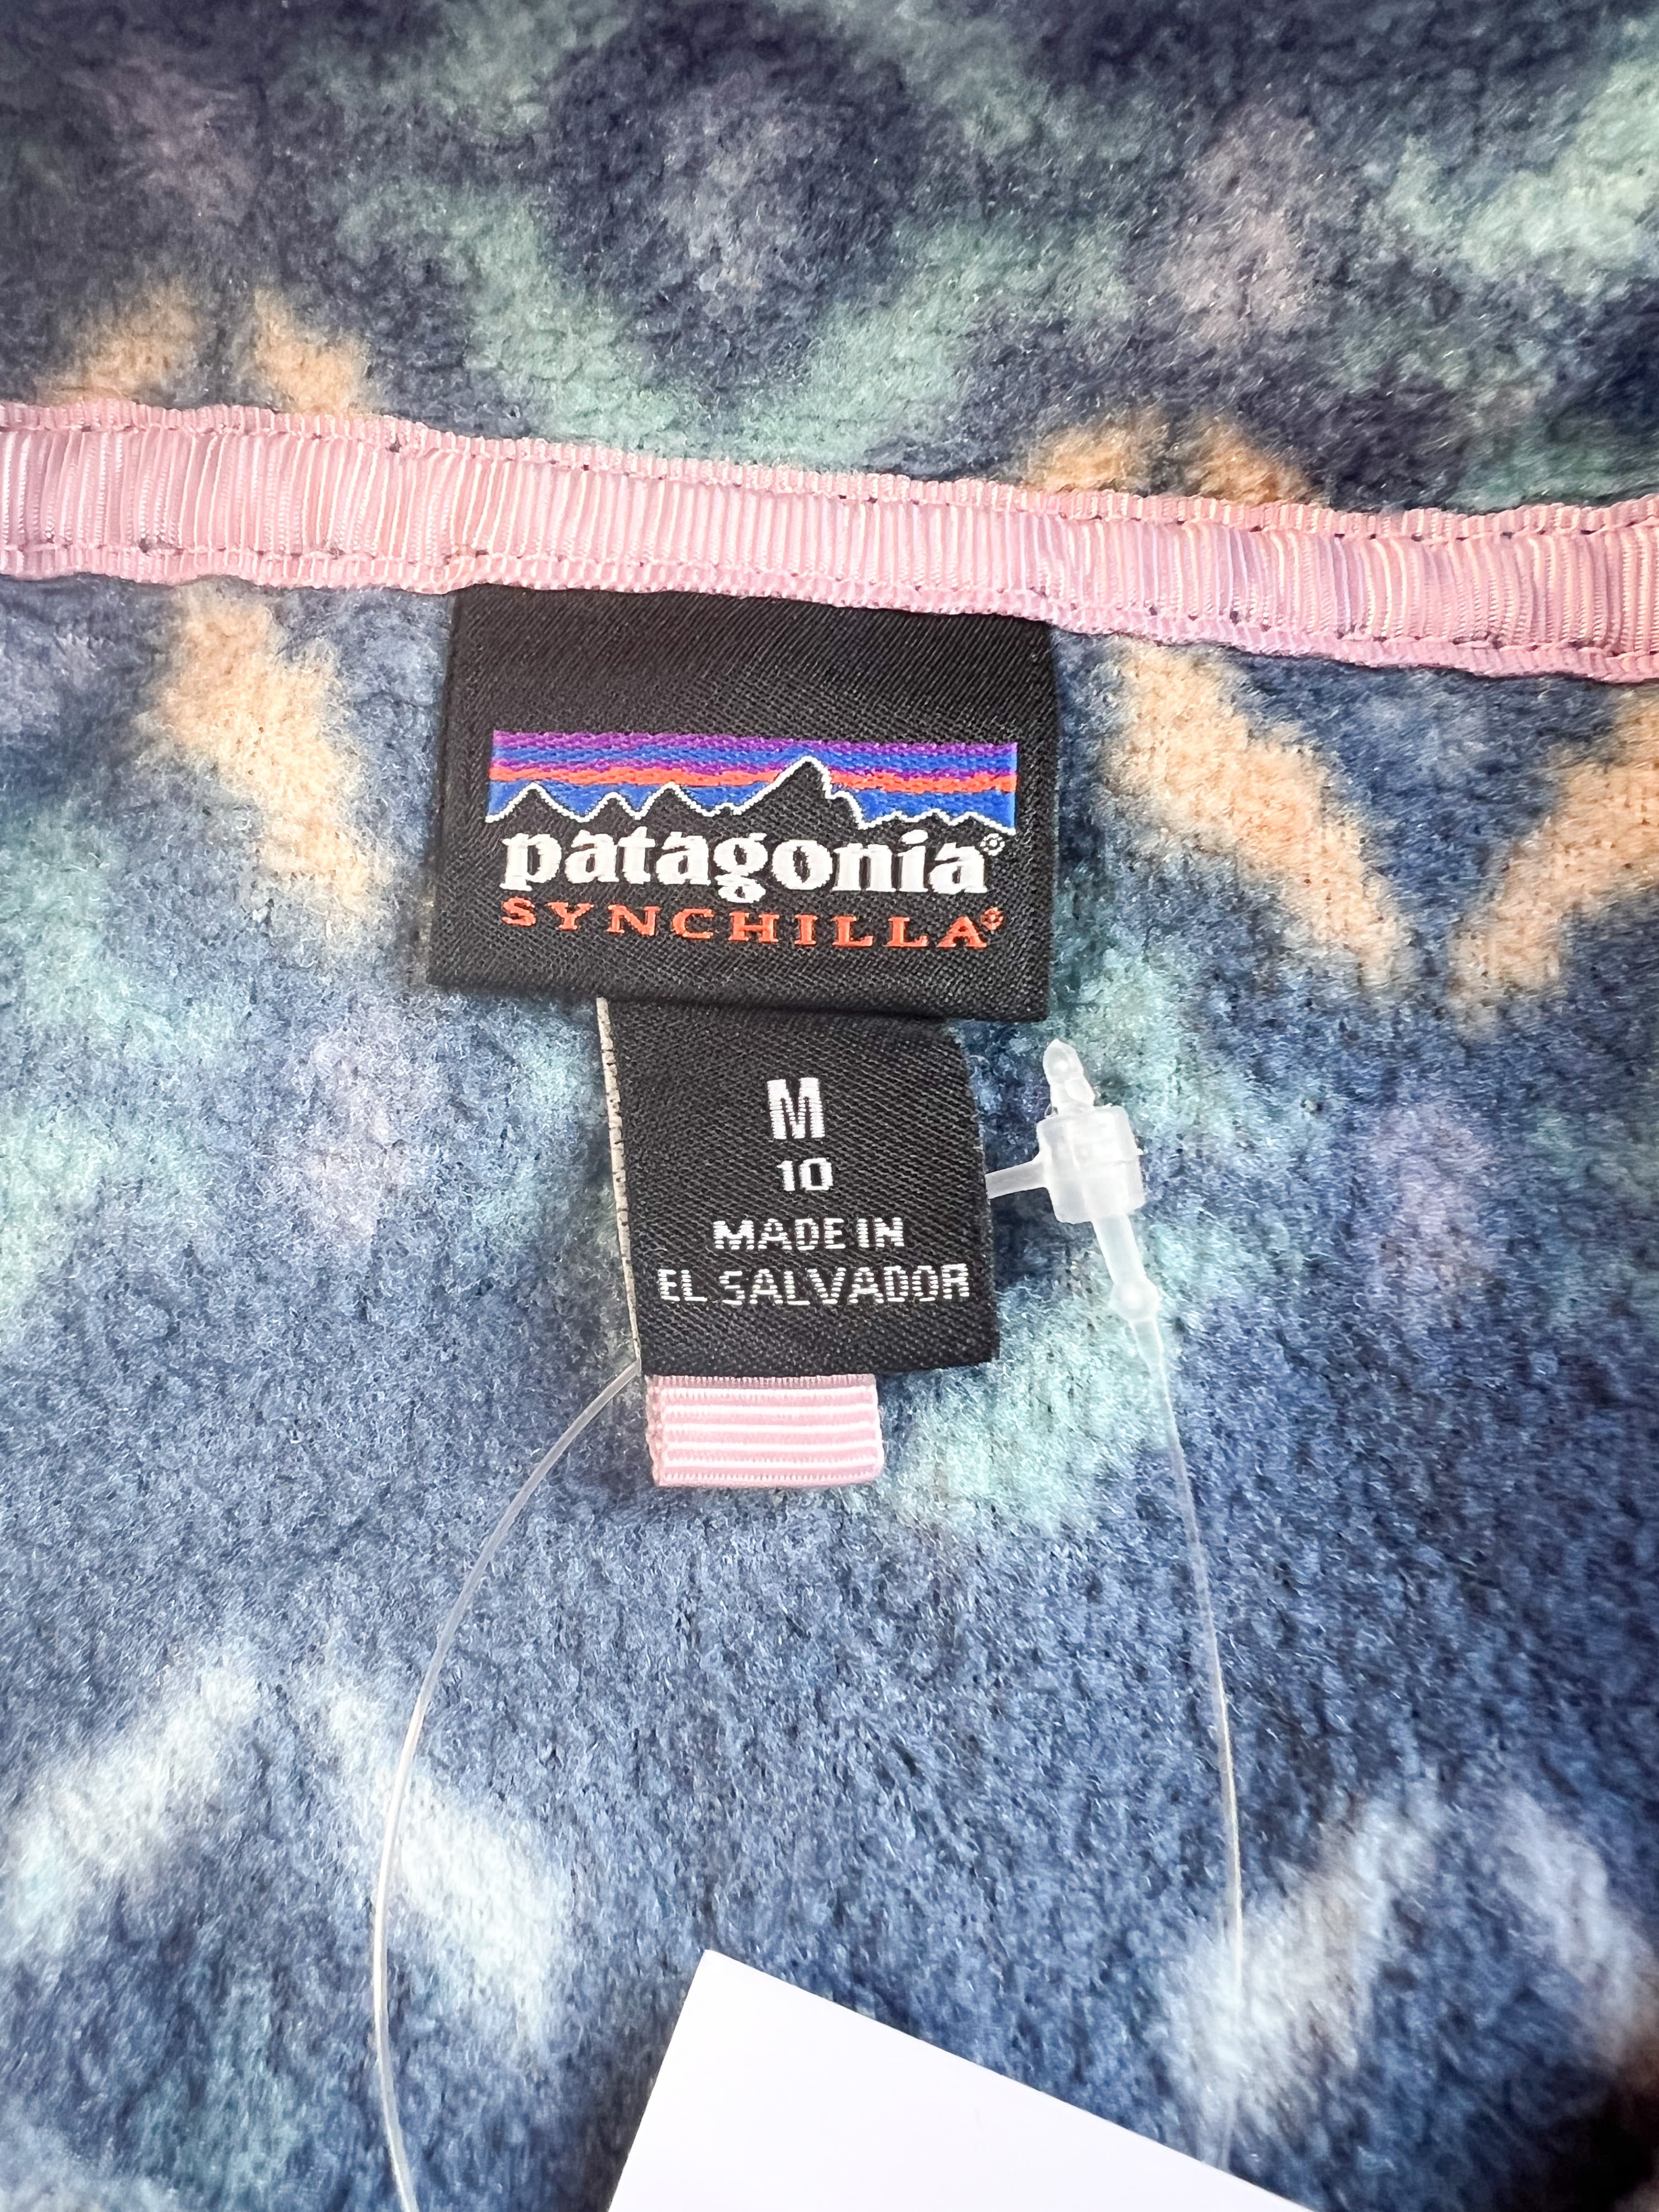 patagonia®
SYNCHILLA®
M
10
MADE IN
EL SALVADOR